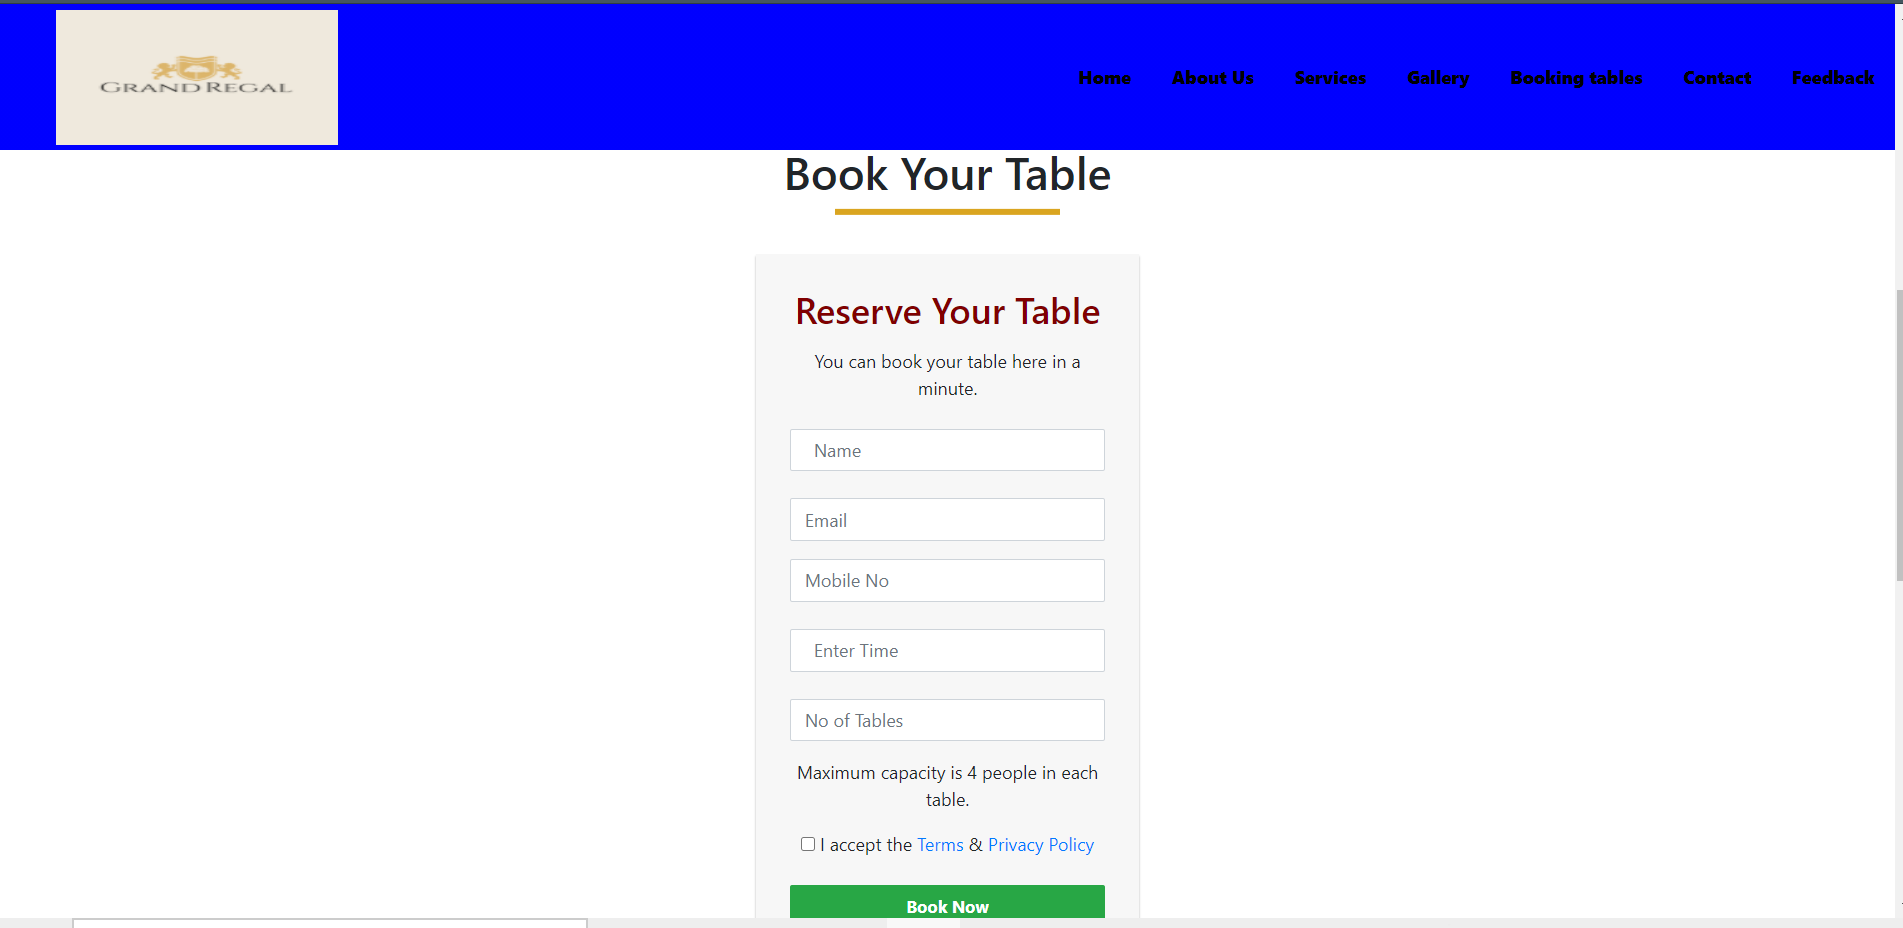 GRAND REGAL
Home About Us Services Gallery Booking tables Contact Feedback
Book Your Table
Reserve Your Table
You can book your table here in a
minute.
Name
Email
Mobile No
Enter Time
No of Tables
Maximum capacity is 4 people in each
table.
I accept the Terms & Privacy Policy
Book Now